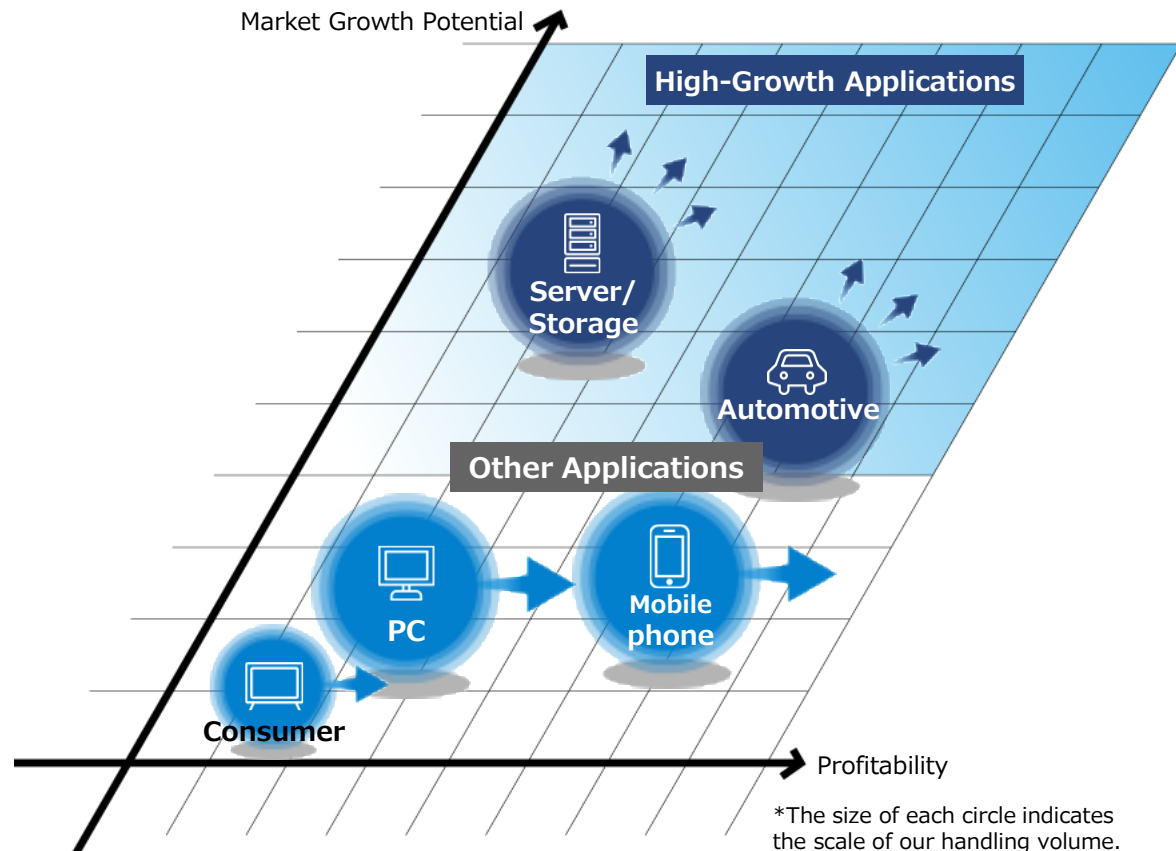 Market Growth Potential
High-Growth Applications
Server/
Storage
Automotive
Other Applications
PC
Mobile
phone
Consumer
Profitability
*The size of each circle indicates
the scale of our handling volume.